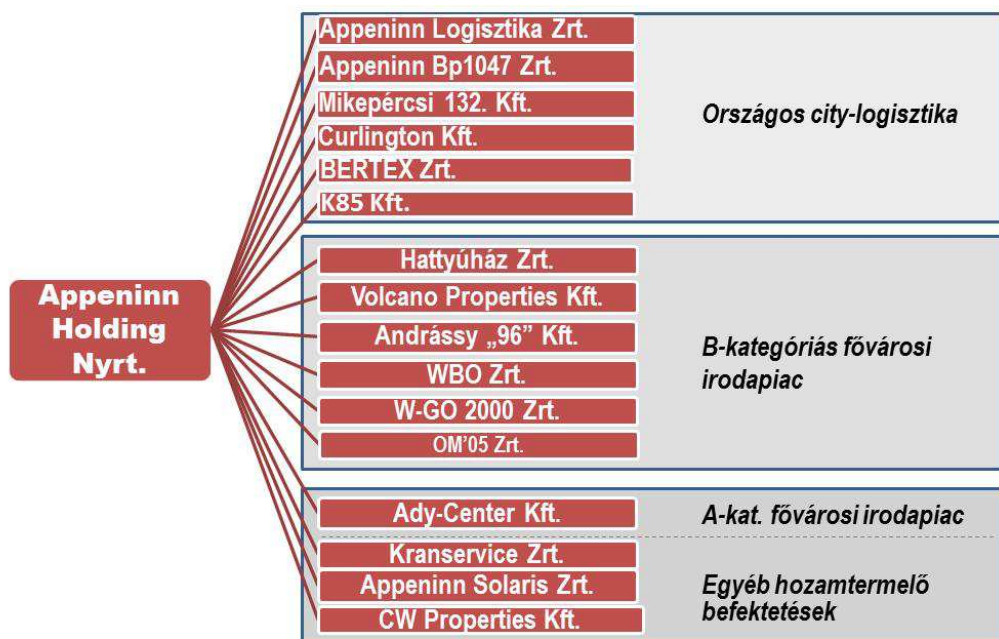 Appeninn Holding Nyrt.
Appeninn Logisztika Zrt.
Appeninn Bp1047 Zrt.
Mikepércsi 132. Kft.
Curlington Kft.
BERTEX Zrt.
K85 Kft.
Országos city-logisztika
Hattyúház Zrt.
Volcano Properties Kft.
Andrássy „96” Kft.
WBO Zrt.
W-GO 2000 Zrt.
OM'05 Zrt.
B-kategóriás fővárosi
irodapiac
Ady-Center Kft.
A-kat. fővárosi irodapiac
Kranservice Zrt.
Appeninn Solaris Zrt.
CW Properties Kft.
Egyéb hozamtermelő
befektetések